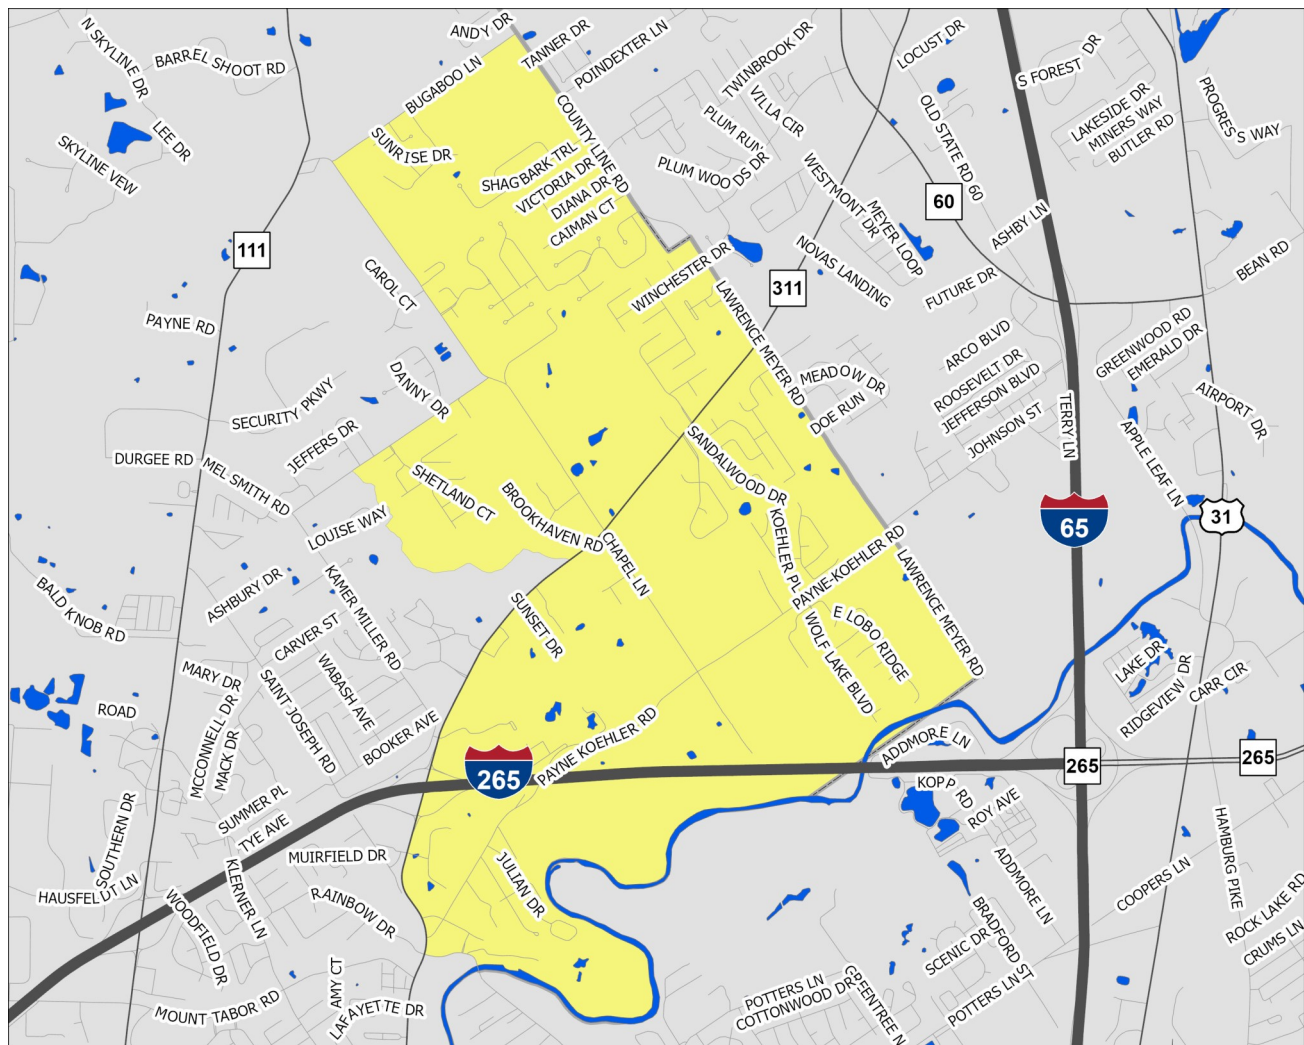 ANDY DR
N SKYLINE DR
BARREL SHOOT RD
BUGABOO LN
TANNER DR
POINDEXTER LN
TWINBROOK DR
LOCUST DR
S FOREST DR
PROGRES S WAY
LEE DR
SKYLINE VEW
SUNRISE DR
COUNTY LINE RD
VILLA CIR
PLUM RUN
OLD STATE RD 60
LAKESIDE DR
MINERS WAY
BUTLER RD
SHAGBARK TRL
VICTORIA DR
DIANA DR
CAIMAN CT
PLUM WOO DS DR
WESTMONT DR
MEYER LOOP
60
ASHBY LN
111
CAROL CT
WINCHESTER DR
NOVAS LANDING
311
FUTURE DR
BEAN RD
PAYNE RD
LAWRENCE MEYER RD
ARCO BLVD
ROOSEVELT DR
JEFFERSON BLVD
JOHNSON ST
GREENWOOD RD
EMERALD DR
MEADOW DR
DOE RUN
DANNY DR
SECURITY PKWY
JEFFERS DR
TERRY LN
AIRPORT DR
APPLE LEAF LN
DURGEE RD
MEL SMITH RD
SHETLAND CT
SANDALWOOD DR
BROOKHAVEN RD
LOUISE WAY
KOEHLER PL
65
31
CHAPEL LN
PAYNE-KOEHLER RD
LAWRENCE MEYER RD
BALD KNOB RD
ASHBURY DR
KAMER MILLER RD
CARVER ST
SUNSET DR
E LOBO RIDGE
WOLF LAKE BLVD
MARY DR
SAINT JOSEPH RD
WABASH AVE
LAKE DR
RIDGEVIEW DR
CARR CIR
ROAD
MCCONNELL DR
MACK DR
BOOKER AVE
PAYNE KOEHLER RD
ADDMORE LN
265
265
265
KOPP RD
ROY AVE
SUMMER PL
TYE AVE
SOUTHERN DR
MUIRFIELD DR
HAMBURG PIKE
JULIAN DR
ADDMORE LN
COOPERS LN
HAUSFELDT LN
KLERNER LN
WOODFIELD DR
RAINBOW DR
ROCK LAKE RD
CRUMS LN
BRADFORD ST
SCENIC DR
AMY CT
MOUNT TABOR RD
LAFAYETTE DR
POTTERS LN
COTTONWOOD DR
GREENTREE N
POTTERS LN